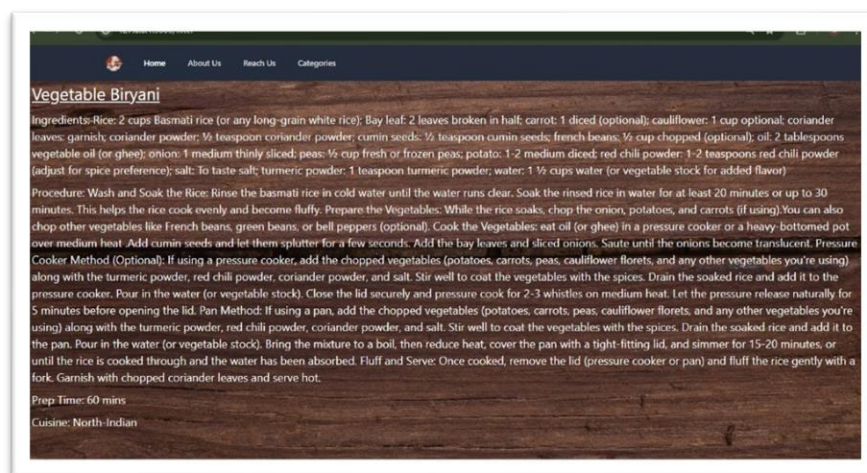 Home About Us Reach Us Categories
Vegetable Biryani
Ingredients: Rice: 2 cups Basmati rice (or any long-grain white rice); Bay leaf: 2 leaves broken in half; carrot: 1 diced (optional); cauliflower: 1 cup optional; coriander
leaves: garnish; coriander powder: ½ teaspoon coriander powder; cumin seeds: ½ teaspoon cumin seeds; french beans: ½ cup chopped (optional); oil: 2 tablespoons
vegetable oil (or ghee); onion: 1 medium thinly sliced; peas: ½ cup fresh or frozen peas; potato: 1-2 medium diced; red chili powder: 1-2 teaspoons red chili powder
(adjust for spice preference); salt: To taste salt; turmeric powder: 1 teaspoon turmeric powder; water: 1 ½ cups water (or vegetable stock for added flavor)
Procedure: Wash and Soak the Rice: Rinse the basmati rice in cold water until the water runs clear. Soak the rinsed rice in water for at least 20 minutes or up to 30
minutes. This helps the rice cook evenly and become fluffy. Prepare the Vegetables: While the rice soaks, chop the onion, potatoes, and carrots (if using).You can also
chop other vegetables like French beans, green beans, or bell peppers (optional). Cook the Vegetables: eat oil (or ghee) in a pressure cooker or a heavy-bottomed pot
over medium heat .Add cumin seeds and let them splutter for a few seconds. Add the bay leaves and sliced onions. Saute until the onions become translucent. Pressure
Cooker Method (Optional): If using a pressure cooker, add the chopped vegetables (potatoes, carrots, peas, cauliflower florets, and any other vegetables you're using)
along with the turmeric powder, red chili powder, coriander powder, and salt. Stir well to coat the vegetables with the spices. Drain the soaked rice and add it to the
pressure cooker. Pour in the water (or vegetable stock). Close the lid securely and pressure cook for 2-3 whistles on medium heat. Let the pressure release naturally for
5 minutes before opening the lid. Pan Method: If using a pan, add the chopped vegetables (potatoes, carrots, peas, cauliflower florets, and any other vegetables you're
using) along with the turmeric powder, red chili powder, coriander powder, and salt. Stir well to coat the vegetables with the spices. Drain the soaked rice and add it to
the pan. Pour in the water (or vegetable stock). Bring the mixture to a boil, then reduce heat, cover the pan with a tight-fitting lid, and simmer for 15-20 minutes, or
until the rice is cooked through and the water has been absorbed. Fluff and Serve: Once cooked, remove the lid (pressure cooker or pan) and fluff the rice gently with a
fork. Garnish with chopped coriander leaves and serve hot.
Prep Time: 60 mins
Cuisine: North-Indian